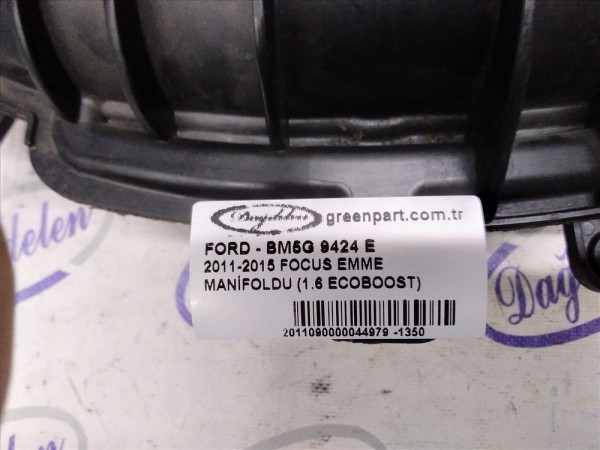 Dağdelen greenpart.com.tr
FORD - BM5G 9424 E
2011-2015 FOCUS EMME
MANİFOLDU (1.6 ECOBOOST)
2011090000044979 -1350
delen
Dağ